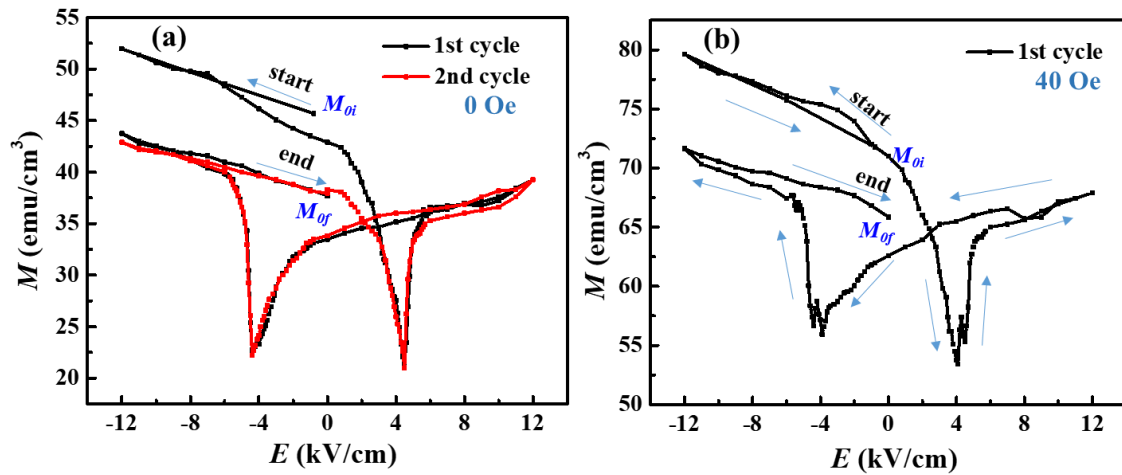 (a)
1st cycle
2nd cycle
0 Oe
start
M0i
end
M0f
55
50
45
40
35
30
25
20
M (emu/cm3)
-12 -8 -4 0 4 8 12
E (kV/cm)
(b)
1st cycle
40 Oe
start
M0i
end
M0f
80
75
70
65
60
55
50
M (emu/cm3)
-12 -8 -4 0 4 8 12
E (kV/cm)